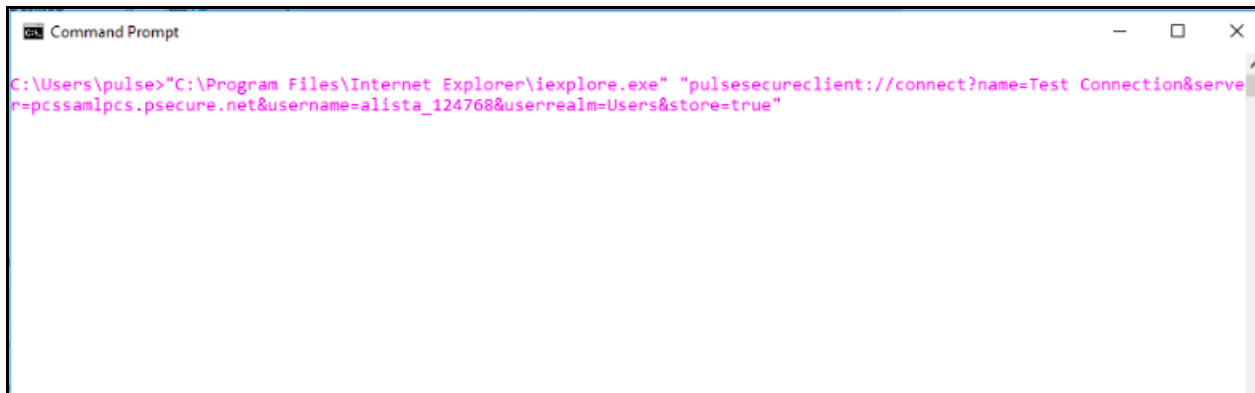 Command Prompt
C:\Users\pulse>"C:\Program Files\Internet Explorer\iexplore.exe" "pulsesecureclient://connect?name=Test Connection&serve
r=pcssamlpcs.psecure.net&username=alista_124768&userrealm=Users&store=true"